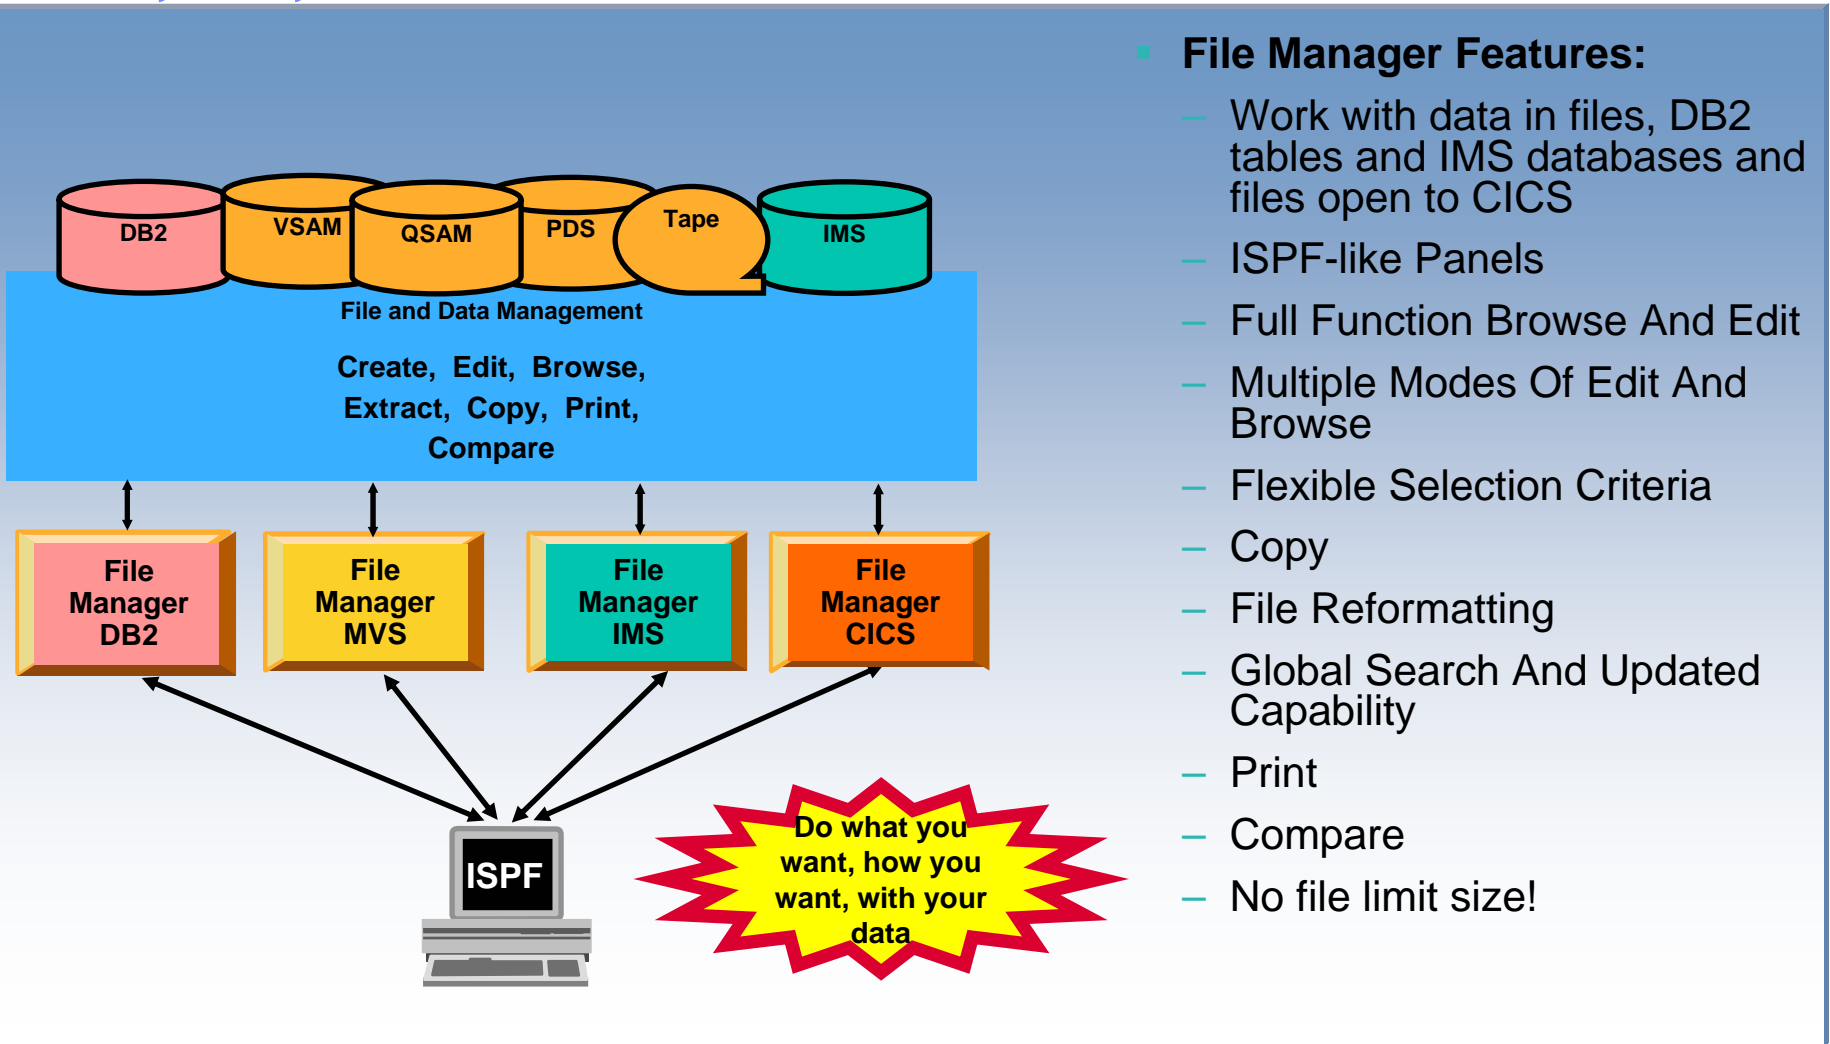 DB2
VSAM
QSAM
PDS
Tape
IMS
File and Data Management
Create, Edit, Browse,
Extract, Copy, Print,
Compare
File
Manager
DB2
File
Manager
MVS
File
Manager
IMS
File
Manager
CICS
ISPF
Do what you
want, how you
want, with your
data
File Manager Features:
– Work with data in files, DB2
tables and IMS databases and
files open to CICS
– ISPF-like Panels
– Full Function Browse And Edit
– Multiple Modes Of Edit And
Browse
– Flexible Selection Criteria
– Copy
– File Reformatting
– Global Search And Updated
Capability
– Print
– Compare
– No file limit size!